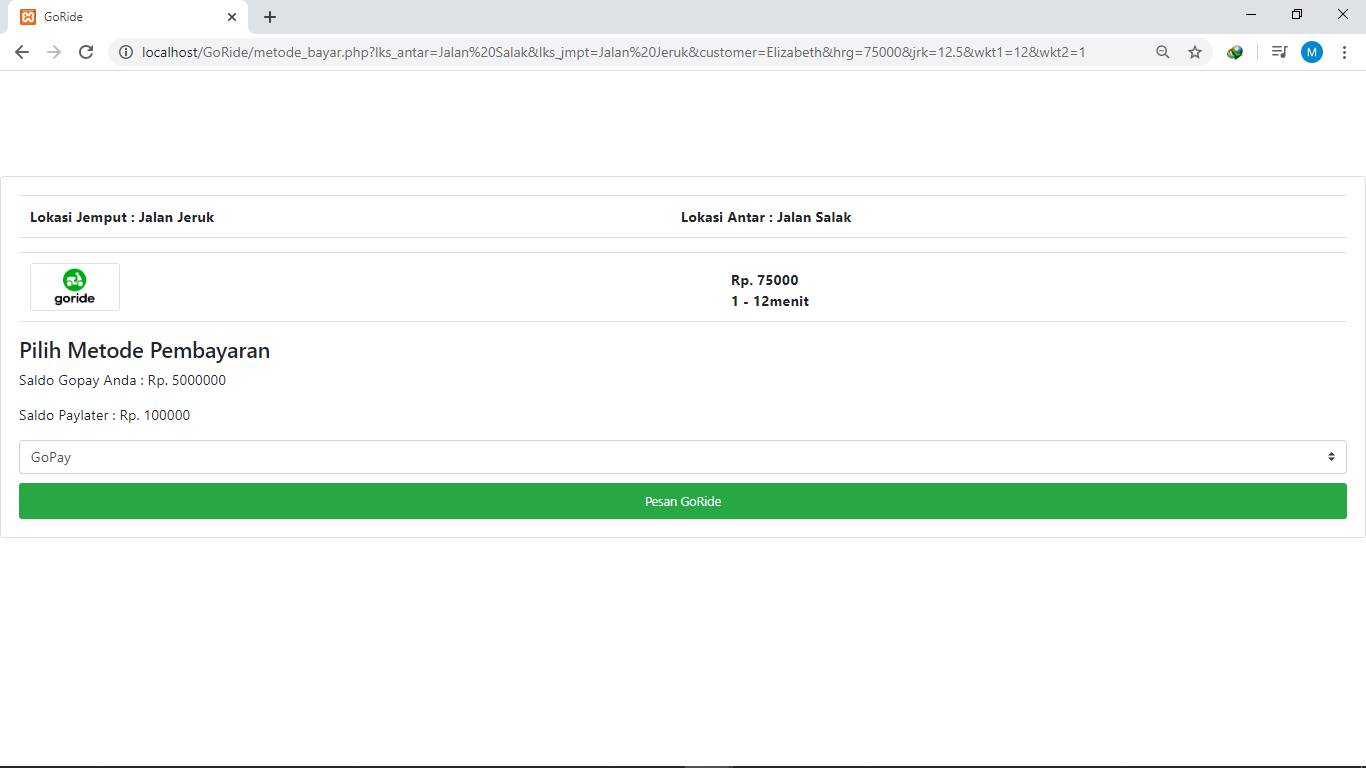 GoRide
localhost/GoRide/metode_bayar.php?lks_antar=Jalan%20Salak&lks_jmpt=Jalan%20Jeruk&customer=Elizabeth&hrg=75000&jrk=12.5&wkt1=12&wkt2=1
M
Lokasi Jemput : Jalan Jeruk
Lokasi Antar : Jalan Salak
goride
Rp. 75000
1 - 12menit
Pilih Metode Pembayaran
Saldo Gopay Anda : Rp. 5000000
Saldo Paylater : Rp. 100000
GoPay
Pesan GoRide